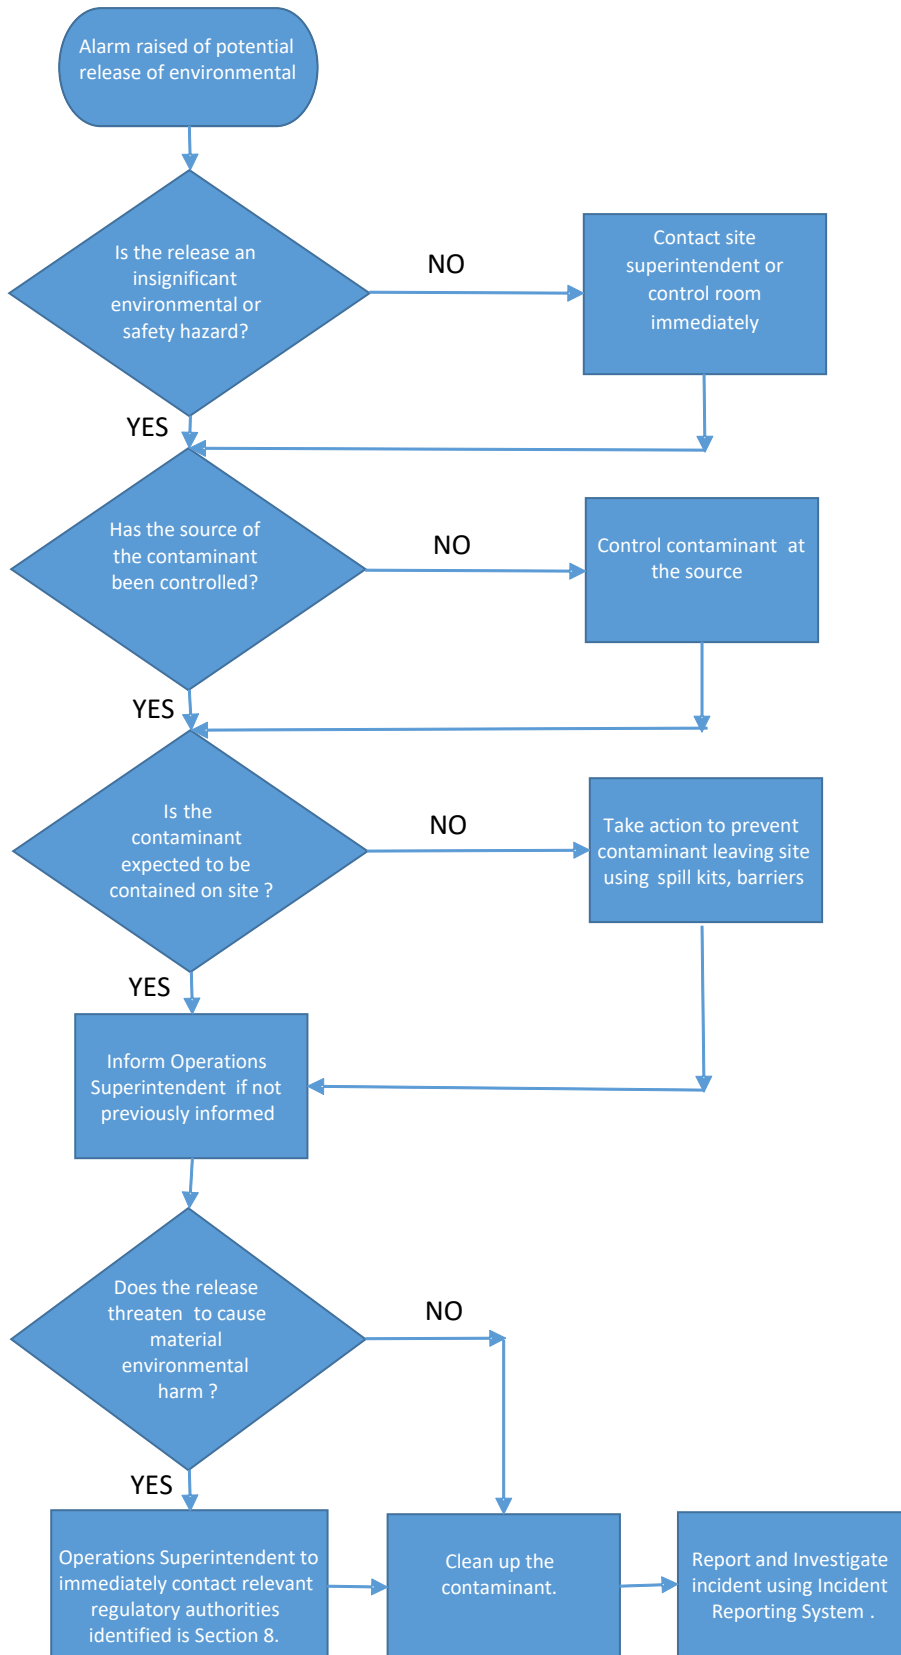 Alarm raised of potential
release of environmental
Is the release an
insignificant
environmental or
safety hazard?
NO
Contact site
superintendent or
control room
immediately
YES
Has the source of
the contaminant
been controlled?
NO
Control contaminant at
the source
YES
Is the
contaminant
expected to be
contained on site ?
NO
Take action to prevent
contaminant leaving site
using spill kits, barriers
YES
Inform Operations
Superintendent if not
previously informed
Does the release
threaten to cause
material
environmental
harm ?
NO
YES
Operations Superintendent to
immediately contact relevant
regulatory authorities
identified is Section 8.
Clean up the
contaminant.
Report and Investigate
incident using Incident
Reporting System .